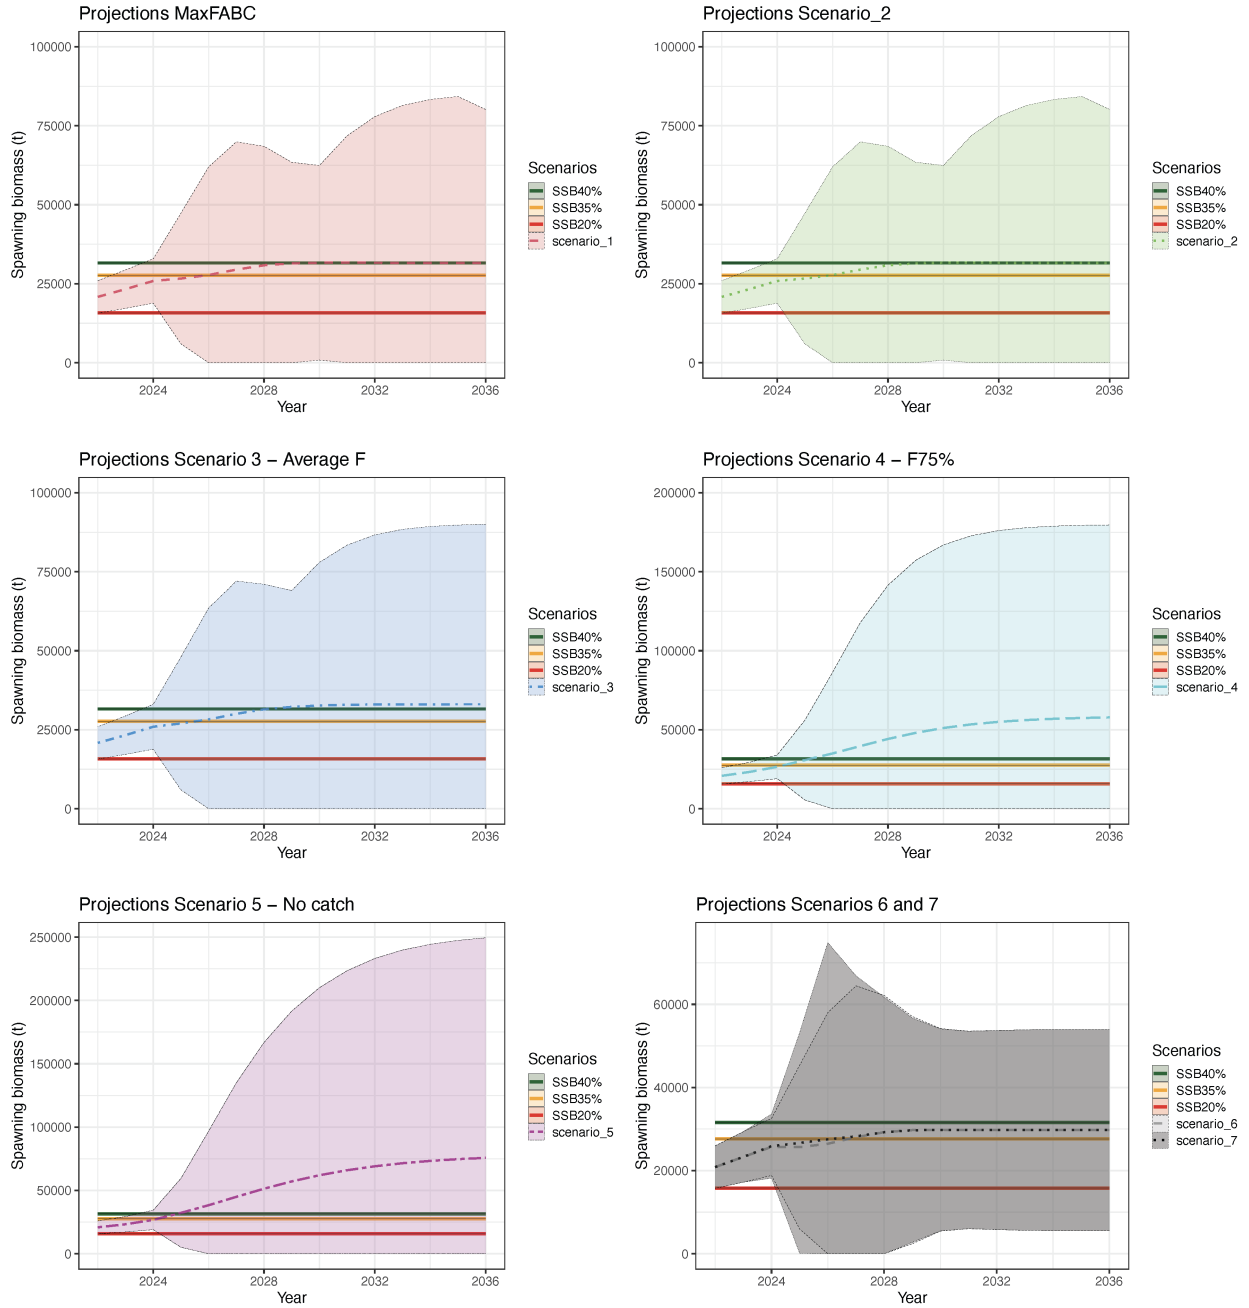 Projections MaxFABC
Spawning biomass (t)
100000
75000
50000
25000
0
2024 2028 2032 2036
Year
Scenarios
SSB40%
SSB35%
SSB20%
scenario_1
Projections Scenario_2
Spawning biomass (t)
100000
75000
50000
25000
0
2024 2028 2032 2036
Year
Scenarios
SSB40%
SSB35%
SSB20%
scenario_2
Projections Scenario 3 − Average F
Spawning biomass (t)
100000
75000
50000
25000
0
2024 2028 2032 2036
Year
Scenarios
SSB40%
SSB35%
SSB20%
scenario_3
Projections Scenario 4 − F75%
Spawning biomass (t)
200000
150000
100000
50000
0
2024 2028 2032 2036
Year
Scenarios
SSB40%
SSB35%
SSB20%
scenario_4
Projections Scenario 5 − No catch
Spawning biomass (t)
250000
200000
150000
100000
50000
0
2024 2028 2032 2036
Year
Scenarios
SSB40%
SSB35%
SSB20%
scenario_5
Projections Scenarios 6 and 7
Spawning biomass (t)
60000
40000
20000
0
2024 2028 2032 2036
Year
Scenarios
SSB40%
SSB35%
SSB20%
scenario_6
scenario_7